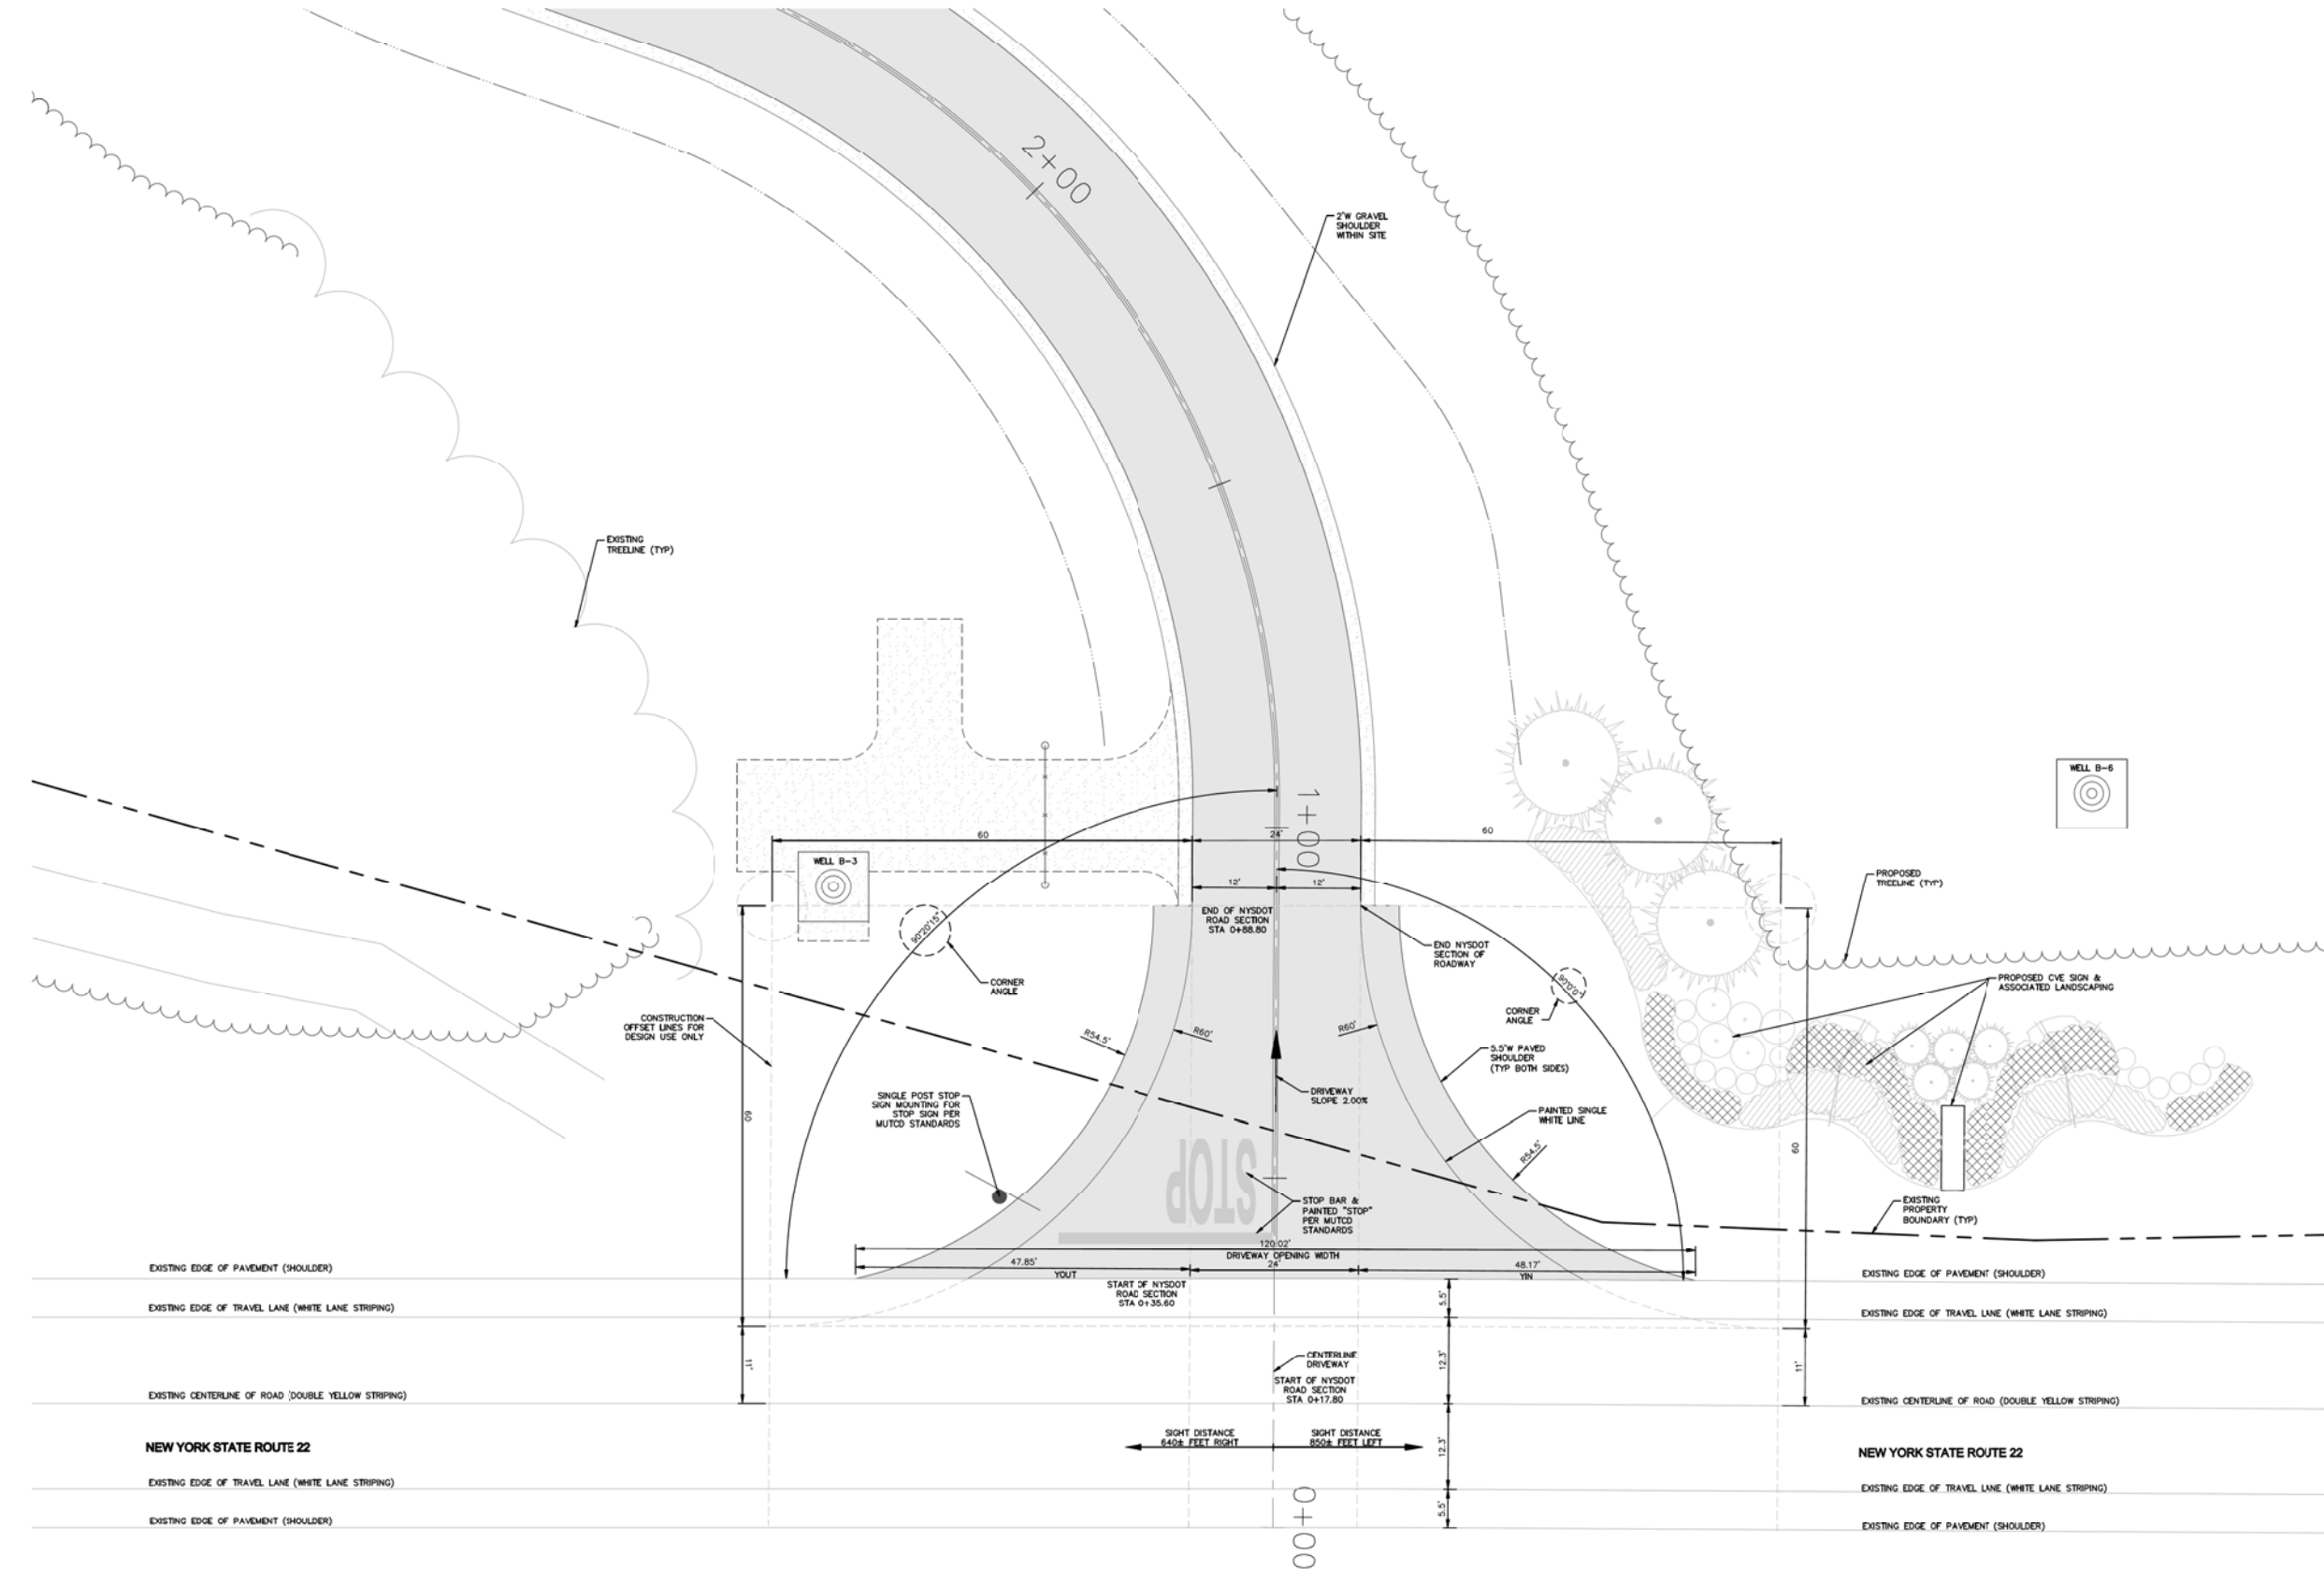 2+00
2'W GRAVEL
SHOULDER
WITHIN SITE
EXISTING
TREELINE (TYP)
WELL B-6
1+00
60
24'
60
WELL B-3
12'
12'
PROPOSED
TREELINE (TYP)
END OF NYSDOT
ROAD SECTION
STA 0+88.80
90°20'15"
END NYSDOT
SECTION OF
ROADWAY
CORNER
ANGLE
90°0'0"
PROPOSED CVE SIGN &
ASSOCIATED LANDSCAPING
CONSTRUCTION
OFFSET LINES FOR
DESIGN USE ONLY
CORNER
ANGLE
R54.5'
R60'
R60'
5.5'W PAVED
SHOULDER
(TYP BOTH SIDES)
DRIVEWAY
SLOPE 2.00%
SINGLE POST STOP
SIGN MOUNTING FOR
STOP SIGN PER
MUTCD STANDARDS
60
PAINTED SINGLE
WHITE LINE
R54.5'
60
STOP
STOP BAR &
PAINTED "STOP"
PER MUTCD
STANDARDS
EXISTING
PROPERTY
BOUNDARY (TYP)
120.02'
DRIVEWAY OPENING WIDTH
47.85'
24'
48.17'
YOUT
YIN
EXISTING EDGE OF PAVEMENT (SHOULDER)
EXISTING EDGE OF PAVEMENT (SHOULDER)
START OF NYSDOT
ROAD SECTION
STA 0+35.60
5.5'
EXISTING EDGE OF TRAVEL LANE (WHITE LANE STRIPING)
EXISTING EDGE OF TRAVEL LANE (WHITE LANE STRIPING)
11'
CENTERLINE
DRIVEWAY
12.3'
11'
START OF NYSDOT
ROAD SECTION
STA 0+17.80
EXISTING CENTERLINE OF ROAD (DOUBLE YELLOW STRIPING)
EXISTING CENTERLINE OF ROAD (DOUBLE YELLOW STRIPING)
SIGHT DISTANCE
640± FEET RIGHT
SIGHT DISTANCE
850± FEET LEFT
12.3'
NEW YORK STATE ROUTE 22
NEW YORK STATE ROUTE 22
EXISTING EDGE OF TRAVEL LANE (WHITE LANE STRIPING)
EXISTING EDGE OF TRAVEL LANE (WHITE LANE STRIPING)
5.5'
0+00
EXISTING EDGE OF PAVEMENT (SHOULDER)
EXISTING EDGE OF PAVEMENT (SHOULDER)